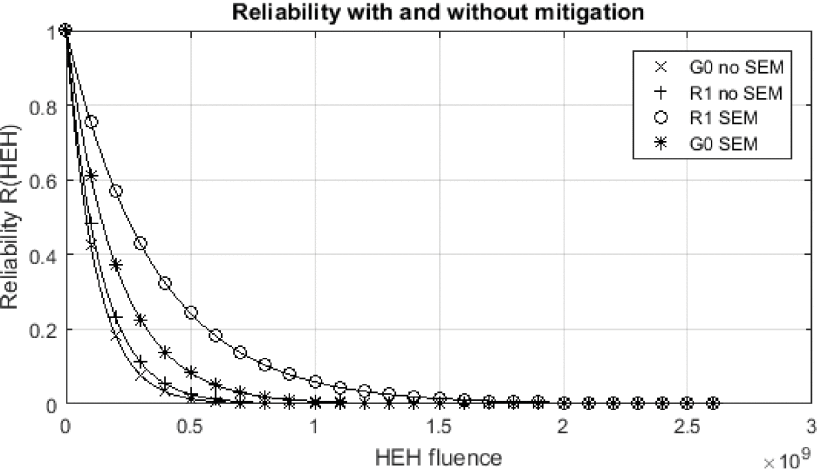 Reliability with and without mitigation
G0 no SEM
R1 no SEM
R1 SEM
G0 SEM
Reliability R(HEH)
1
0.8
0.6
0.4
0.2
0
0 0.5 1 1.5 2 2.5 3
HEH fluence
×10⁹